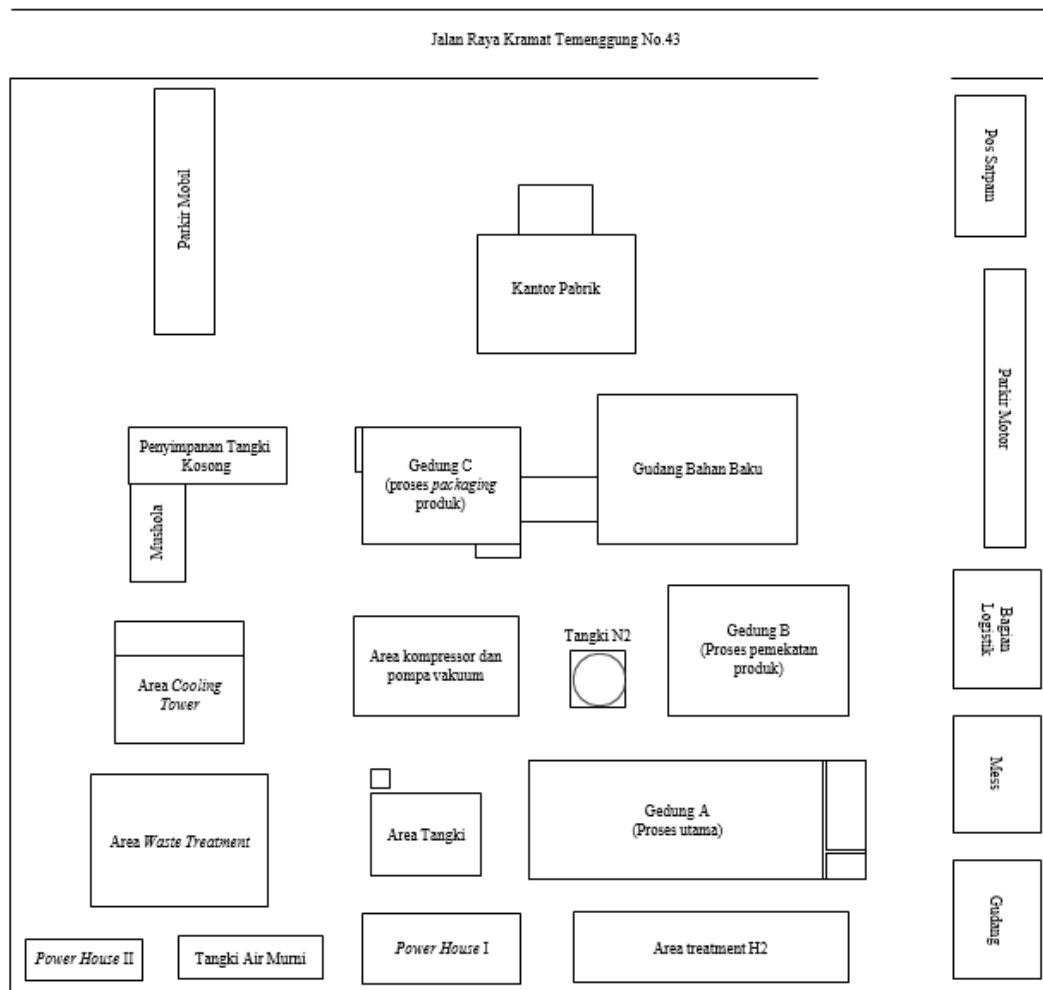 Jalan Raya Kramat Temenggung No.43
Parkir Mobil
Pos Satpam
Kantor Pabrik
Parkir Motor
Penyimpanan Tangki
Kosong
Mushola
Gedung C
(proses packaging
produk)
Gudang Bahan Baku
Area Cooling
Tower
Area kompressor dan
pompa vakuum
Tangki N2
Gedung B
(Proses pemekatan
produk)
Bagian
Logistik
Area Waste Treatment
Area Tangki
Gedung A
(Proses utama)
Mess
Power House II
Tangki Air Murni
Power House I
Area treatment H2
Gudang